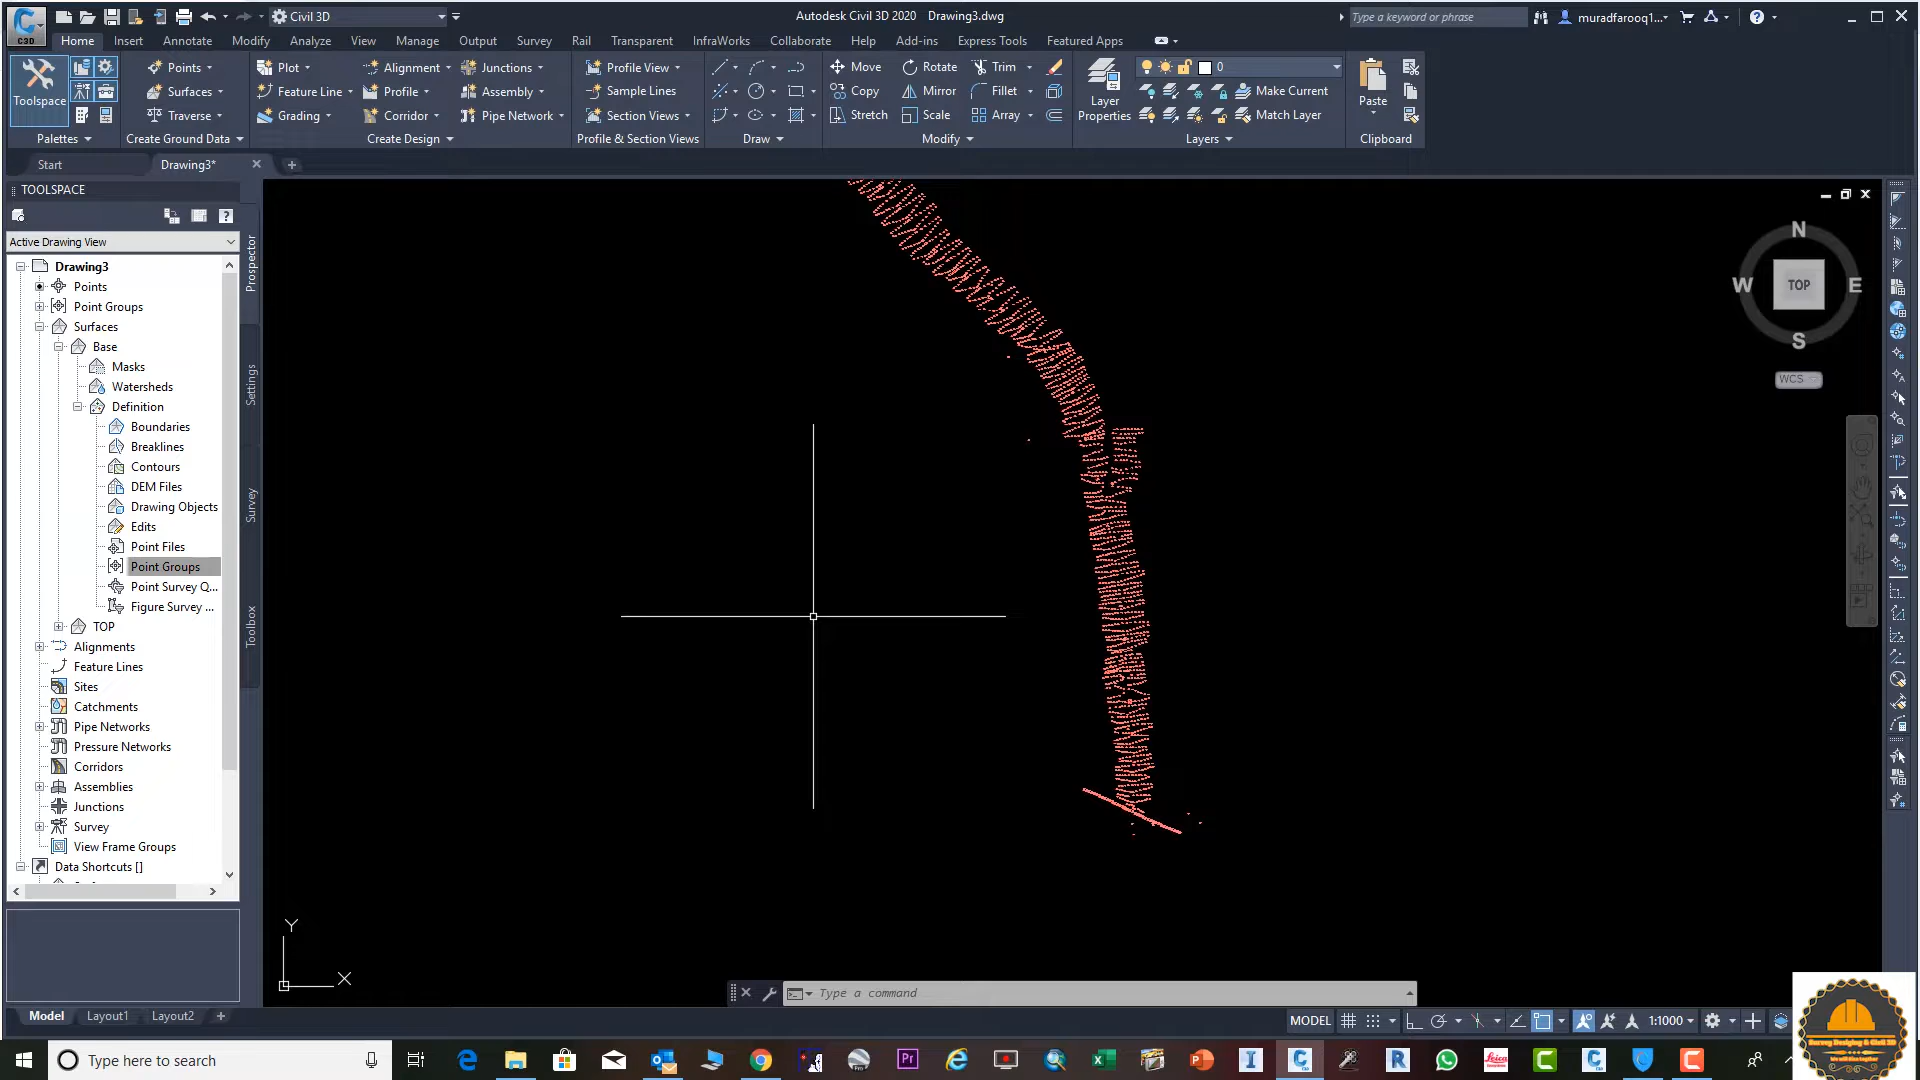 Civil 3D
Autodesk Civil 3D 2020 Drawing3.dwg
Type a keyword or phrase
muradfarooq1...
C3D
Home Insert Annotate Modify Analyze View Manage Output Survey Rail Transparent InfraWorks Collaborate Help Add-ins Express Tools Featured Apps
Toolspace
Palettes
Points
Surfaces
Traverse
Create Ground Data
Plot
Feature Line
Grading
Alignment
Profile
Corridor
Junctions
Assembly
Pipe Network
Create Design
Profile View
Sample Lines
Section Views
Profile & Section Views
Draw
Move
Copy
Stretch
Rotate
Mirror
Scale
Trim
Fillet
Array
Modify
Layer
Properties
0
Make Current
Match Layer
Layers
Paste
Clipboard
Start
Drawing3*
TOOLSPACE
Active Drawing View
Drawing3
Points
Point Groups
Surfaces
Base
Masks
Watersheds
Definition
Boundaries
Breaklines
Contours
DEM Files
Drawing Objects
Edits
Point Files
Point Groups
Point Survey Q...
Figure Survey ...
TOP
Alignments
Feature Lines
Sites
Catchments
Pipe Networks
Pressure Networks
Corridors
Assemblies
Junctions
Survey
View Frame Groups
Data Shortcuts []
Prospector
Settings
Survey
Toolbox
N
W
TOP
E
S
WCS
Y
X
Type a command
Model Layout1 Layout2
MODEL
1:1000
Type here to search
Survey Designing & Civil 3D